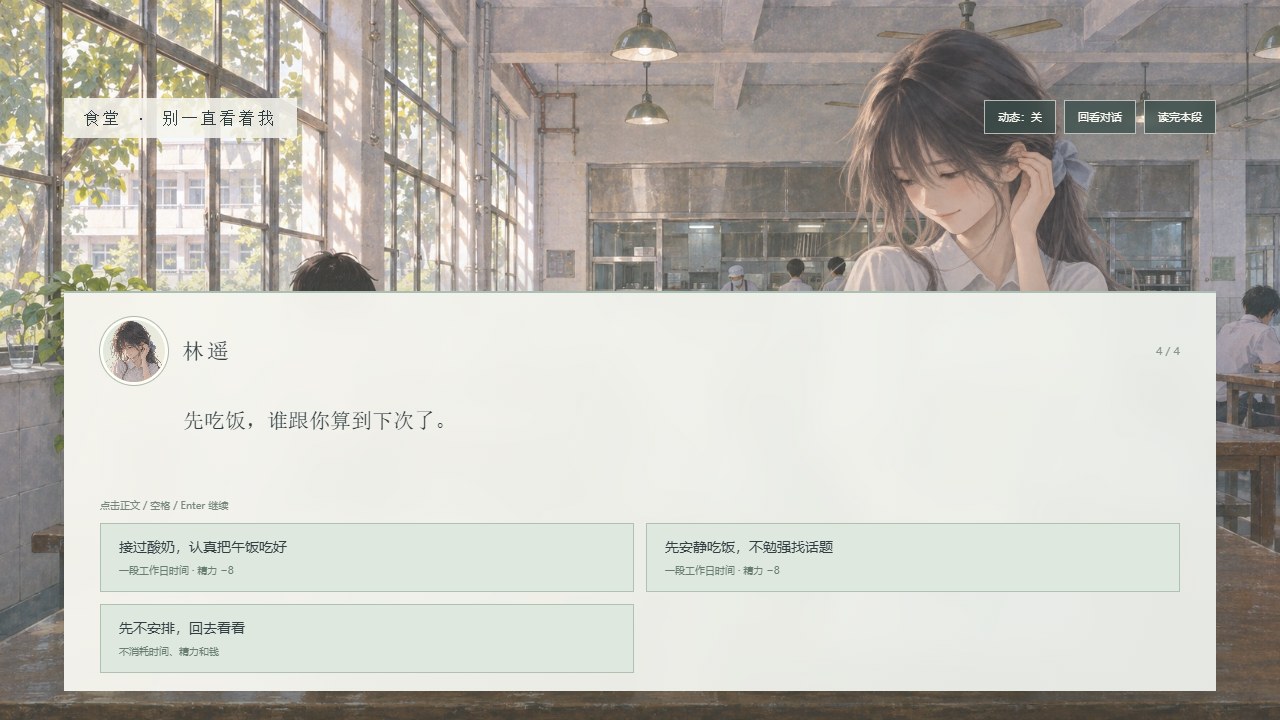 食堂 · 别一直看着我
动态：关
回看对话
读完本段
林遥
4 / 4
先吃饭，谁跟你算到下次了。
点击正文 / 空格 / Enter 继续
接过酸奶，认真把午饭吃好
一段工作日时间 · 精力 −8
先安静吃饭，不勉强找话题
一段工作日时间 · 精力 −8
先不安排，回去看看
不消耗时间、精力和钱